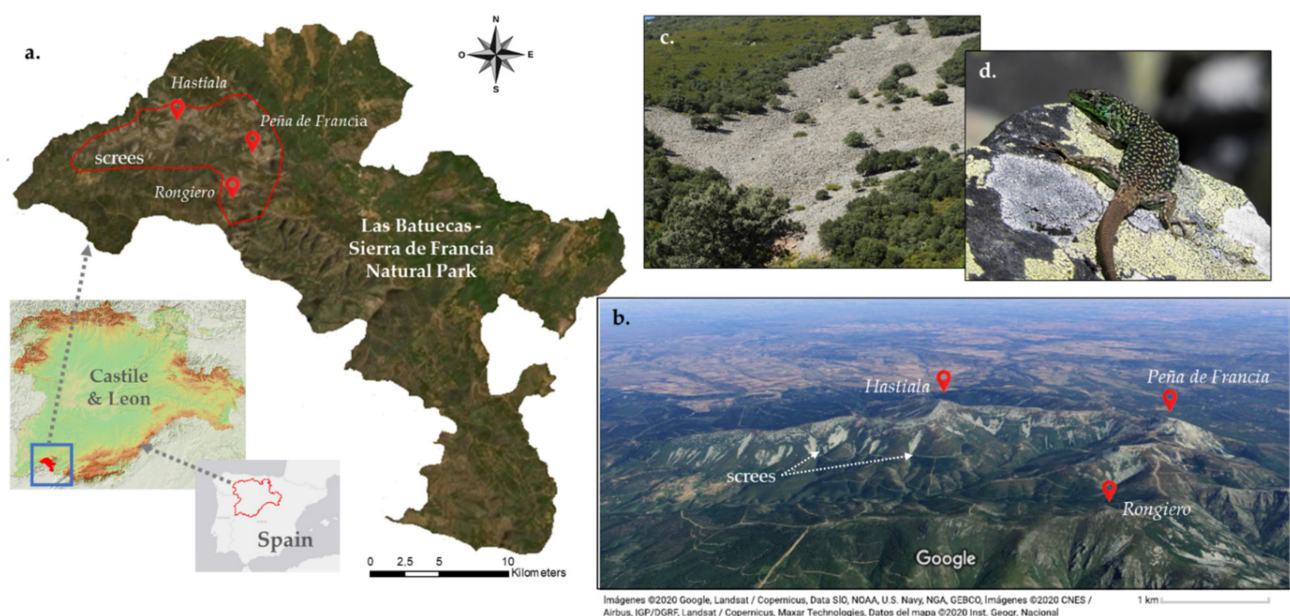 a.
N
O
E
S
Hastiala
Peña de Francia
screes
Rongiero
Las Batuecas -
Sierra de Francia
Natural Park
Castile
& Leon
Spain
0 2,5 5 10
Kilometers
c.
d.
b.
Hastiala
Peña de Francia
screes
Rongiero
Google
Imágenes ©2020 Google, Landsat / Copernicus, Data SIO, NOAA, U.S. Navy, NGA, GEBCO, Imágenes ©2020 CNES /
Airbus, IGP/DGRF, Landsat / Copernicus, Maxar Technologies, Datos del mapa ©2020 Inst. Geogr. Nacional
1 km